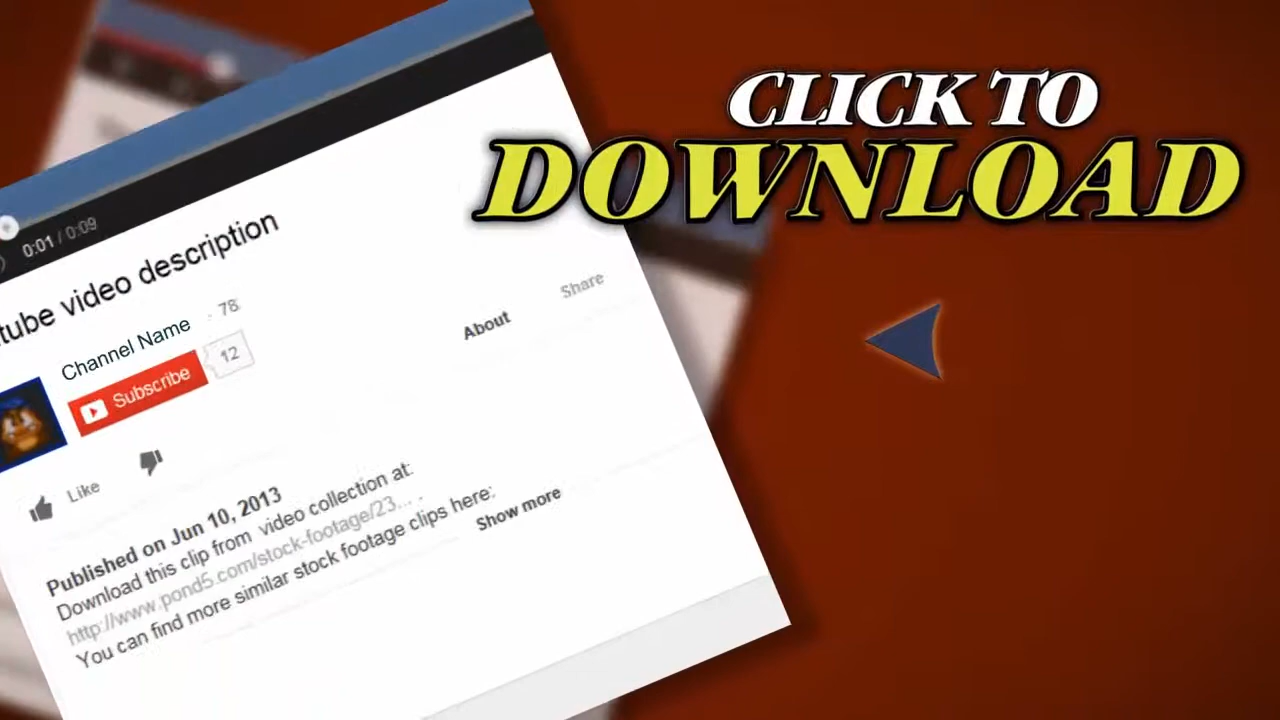 CLICK TO
DOWNLOAD
0:01 / 0:09
tube video description
Channel Name
78
Subscribe
12
About
Share
Like
Published on Jun 10, 2013
Download this clip from video collection at:
http://www.pond5.com/stock-footage/23...
You can find more similar stock footage clips here:
Show more